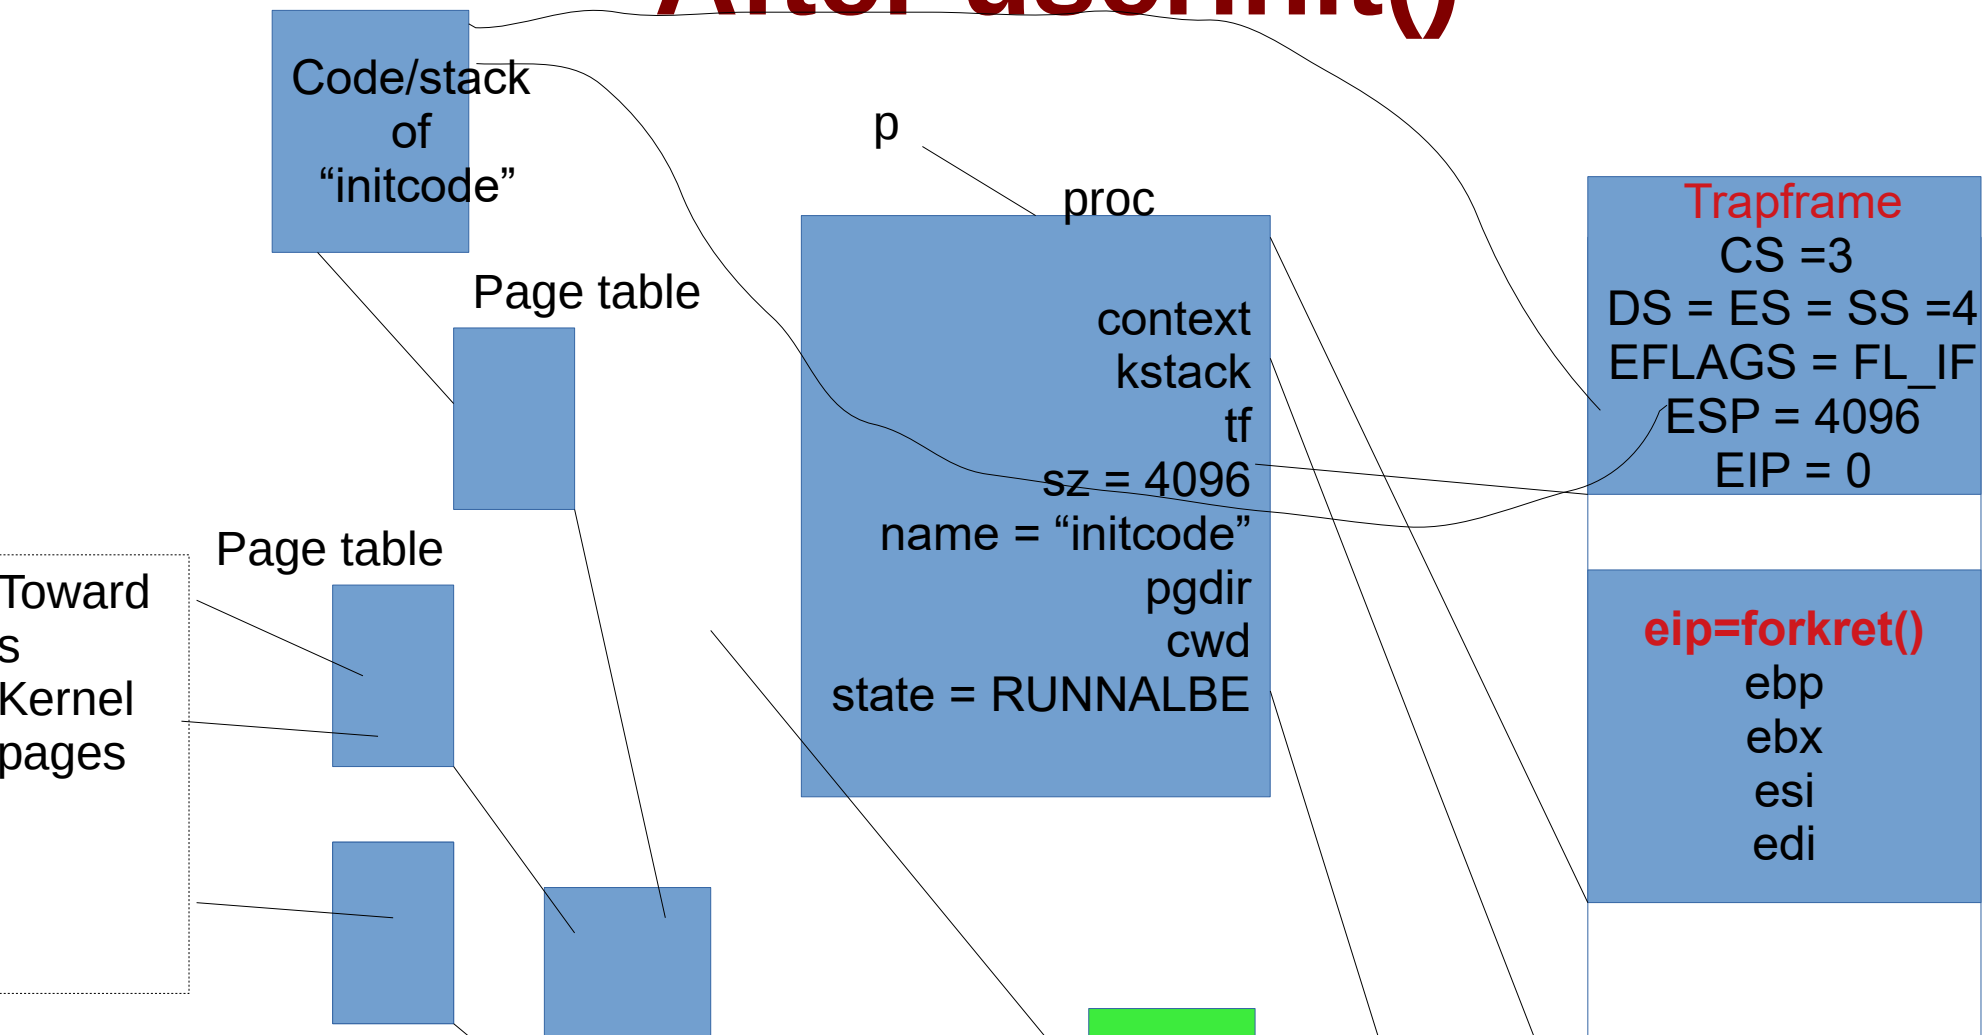 After userinit()
Code/stack
of
“initcode”
p
proc
Page table
context
kstack
tf
sz = 4096
name = “initcode”
pgdir
cwd
state = RUNNALBE
Trapframe
CS =3
DS = ES = SS =4
EFLAGS = FL_IF
ESP = 4096
EIP = 0
Page table
Toward
s
Kernel
pages
eip=forkret()
ebp
ebx
esi
edi